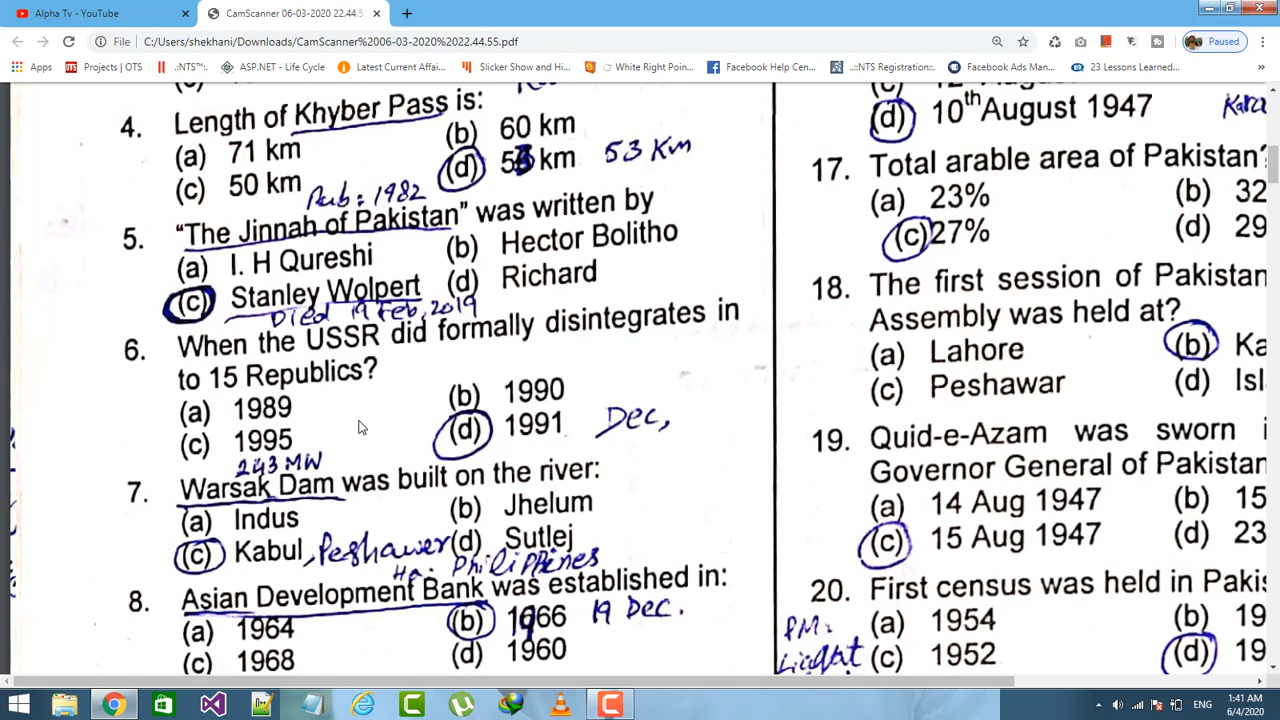 Alpha Tv - YouTube
CamScanner 06-03-2020 22.44.5
File
C:/Users/shekhani/Downloads/CamScanner%2006-03-2020%2022.44.55.pdf
Paused
Apps
Projects | OTS
..::NTS™:.
ASP.NET - Life Cycle
Latest Current Affai...
Slicker Show and Hi...
White Right Poin...
Facebook Help Cen...
..::NTS Registration:...
Facebook Ads Man...
23 Lessons Learned...
4. Length of Khyber Pass is:
(a) 71 km (b) 60 km
(c) 50 km (d) 53 km 53 Km
Pub: 1982
5. "The Jinnah of Pakistan" was written by
(a) I. H Qureshi (b) Hector Bolitho
(c) Stanley Wolpert (d) Richard
Died 19 Feb, 2019
6. When the USSR did formally disintegrates in
to 15 Republics?
(a) 1989 (b) 1990
(c) 1995 (d) 1991 Dec,
243 MW
7. Warsak Dam was built on the river:
(a) Indus (b) Jhelum
(c) Kabul, Peshawer (d) Sutlej
Philippines
8. Asian Development Bank was established in:
(a) 1964 (b) 1966 19 Dec.
(c) 1968 (d) 1960
(d) 10th August 1947
17. Total arable area of Pakistan?
(a) 23% (b) 32
(c) 27% (d) 29
18. The first session of Pakistan
Assembly was held at?
(a) Lahore (b) Ka
(c) Peshawar (d) Isl
19. Quid-e-Azam was sworn i
Governor General of Pakistan
(a) 14 Aug 1947 (b) 15
(c) 15 Aug 1947 (d) 23
20. First census was held in Pakis
(a) 1954 (b) 19
PM:
Liaqat (c) 1952 (d) 19
ENG
1:41 AM
6/4/2020